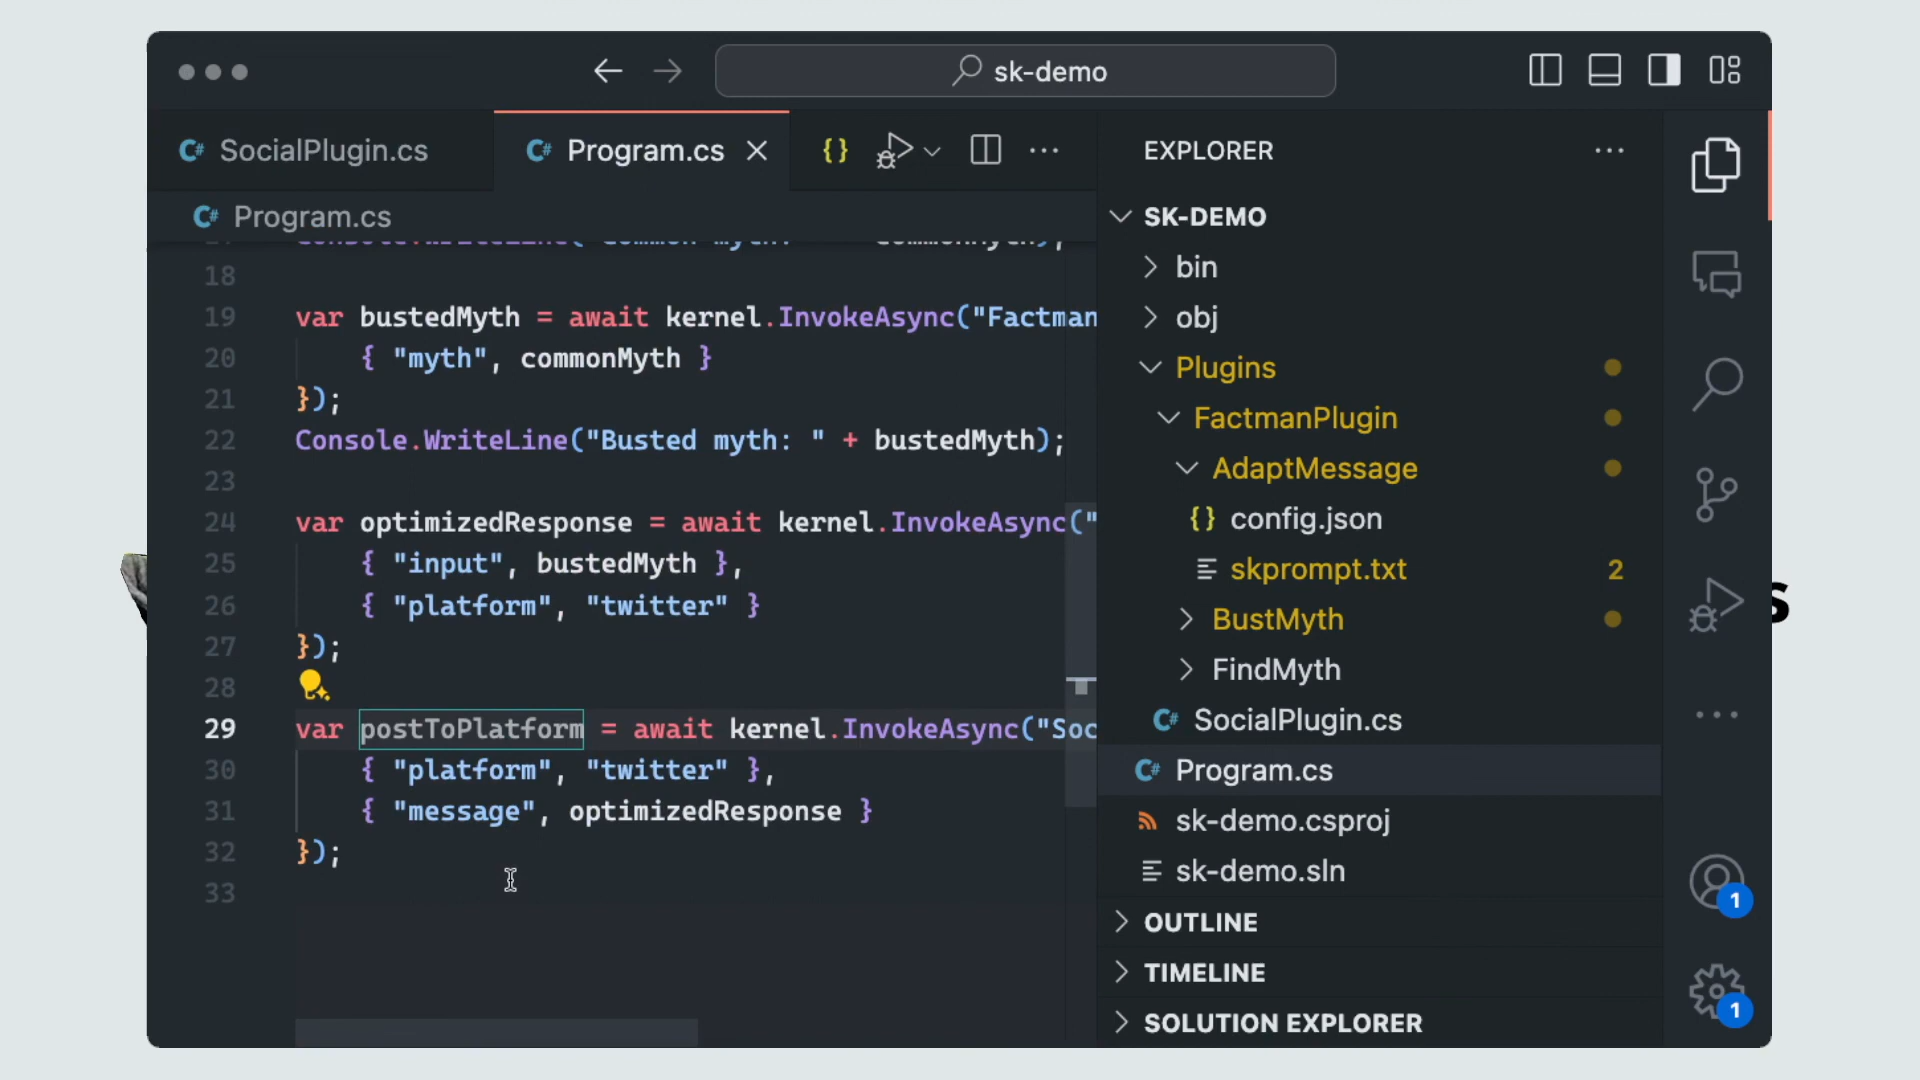 sk-demo
SocialPlugin.cs
Program.cs
Program.cs
18
19 var bustedMyth = await kernel.InvokeAsync("Factman
20 { "myth", commonMyth }
21 });
22 Console.WriteLine("Busted myth: " + bustedMyth);
23
24 var optimizedResponse = await kernel.InvokeAsync("
25 { "input", bustedMyth },
26 { "platform", "twitter" }
27 });
28
29 var postToPlatform = await kernel.InvokeAsync("Soc
30 { "platform", "twitter" },
31 { "message", optimizedResponse }
32 });
33
EXPLORER
SK-DEMO
bin
obj
Plugins
FactmanPlugin
AdaptMessage
{} config.json
skprompt.txt 2
BustMyth
FindMyth
C# SocialPlugin.cs
C# Program.cs
sk-demo.csproj
sk-demo.sln
OUTLINE
TIMELINE
SOLUTION EXPLORER
1
1
s